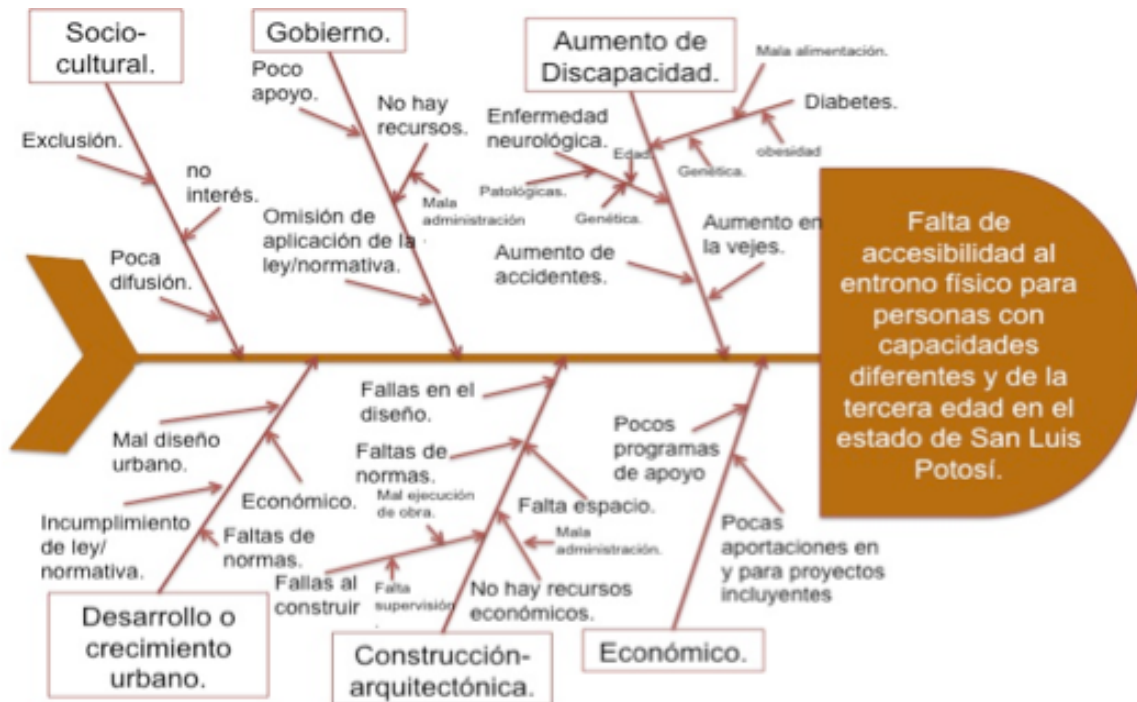 Socio-
cultural.
Exclusión.
no
interés.
Poca
difusión.
Gobierno.
Poco
apoyo.
No hay
recursos.
Mala
administración
Omisión de
aplicación de la
ley/normativa.
Aumento de
Discapacidad.
Mala alimentación.
Diabetes.
obesidad
Genética.
Enfermedad
neurológica.
Edad.
Patológicas.
Genética.
Aumento de
accidentes.
Aumento en
la vejes.
Falta de
accesibilidad al
entrono físico para
personas con
capacidades
diferentes y de la
tercera edad en el
estado de San Luis
Potosí.
Mal diseño
urbano.
Económico.
Incumplimiento
de ley/
normativa.
Faltas de
normas.
Desarrollo o
crecimiento
urbano.
Fallas en el
diseño.
Faltas de
normas.
Falta espacio.
Mal ejecución
de obra.
Mala
administración.
Fallas al
construir
Falta
supervisión
.
No hay recursos
económicos.
Construcción-
arquitectónica.
Pocos
programas
de apoyo
Pocas
aportaciones en
y para proyectos
incluyentes
Económico.